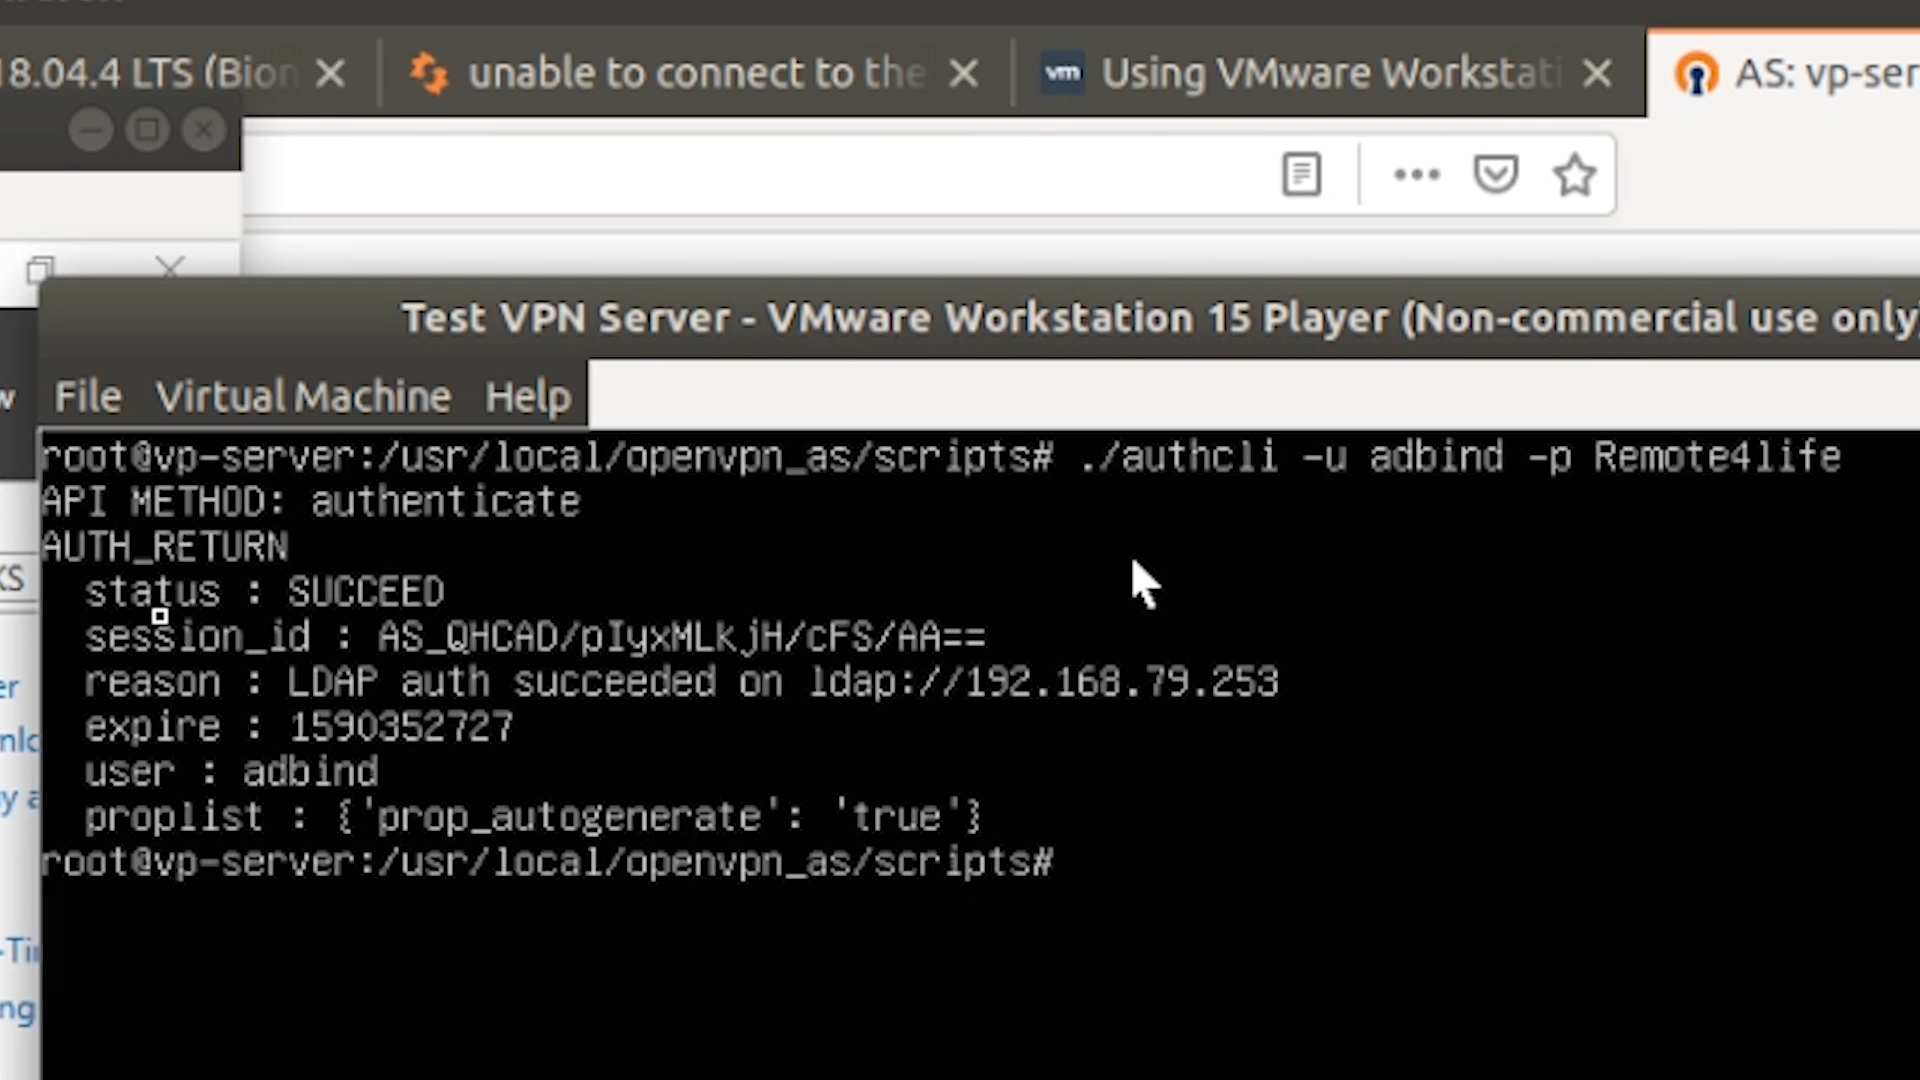 18.04.4 LTS (Bion
unable to connect to the
vm
Using VMware Workstati
AS: vp-ser
Test VPN Server - VMware Workstation 15 Player (Non-commercial use only)
File Virtual Machine Help
root@vp-server:/usr/local/openvpn_as/scripts# ./authcli -u adbind -p Remote4life
API METHOD: authenticate
AUTH_RETURN
status : SUCCEED
session_id : AS_QHCAD/pIyxMLkjH/cFS/AA==
reason : LDAP auth succeeded on ldap://192.168.79.253
expire : 1590352727
user : adbind
proplist : {'prop_autogenerate': 'true'}
root@vp-server:/usr/local/openvpn_as/scripts#